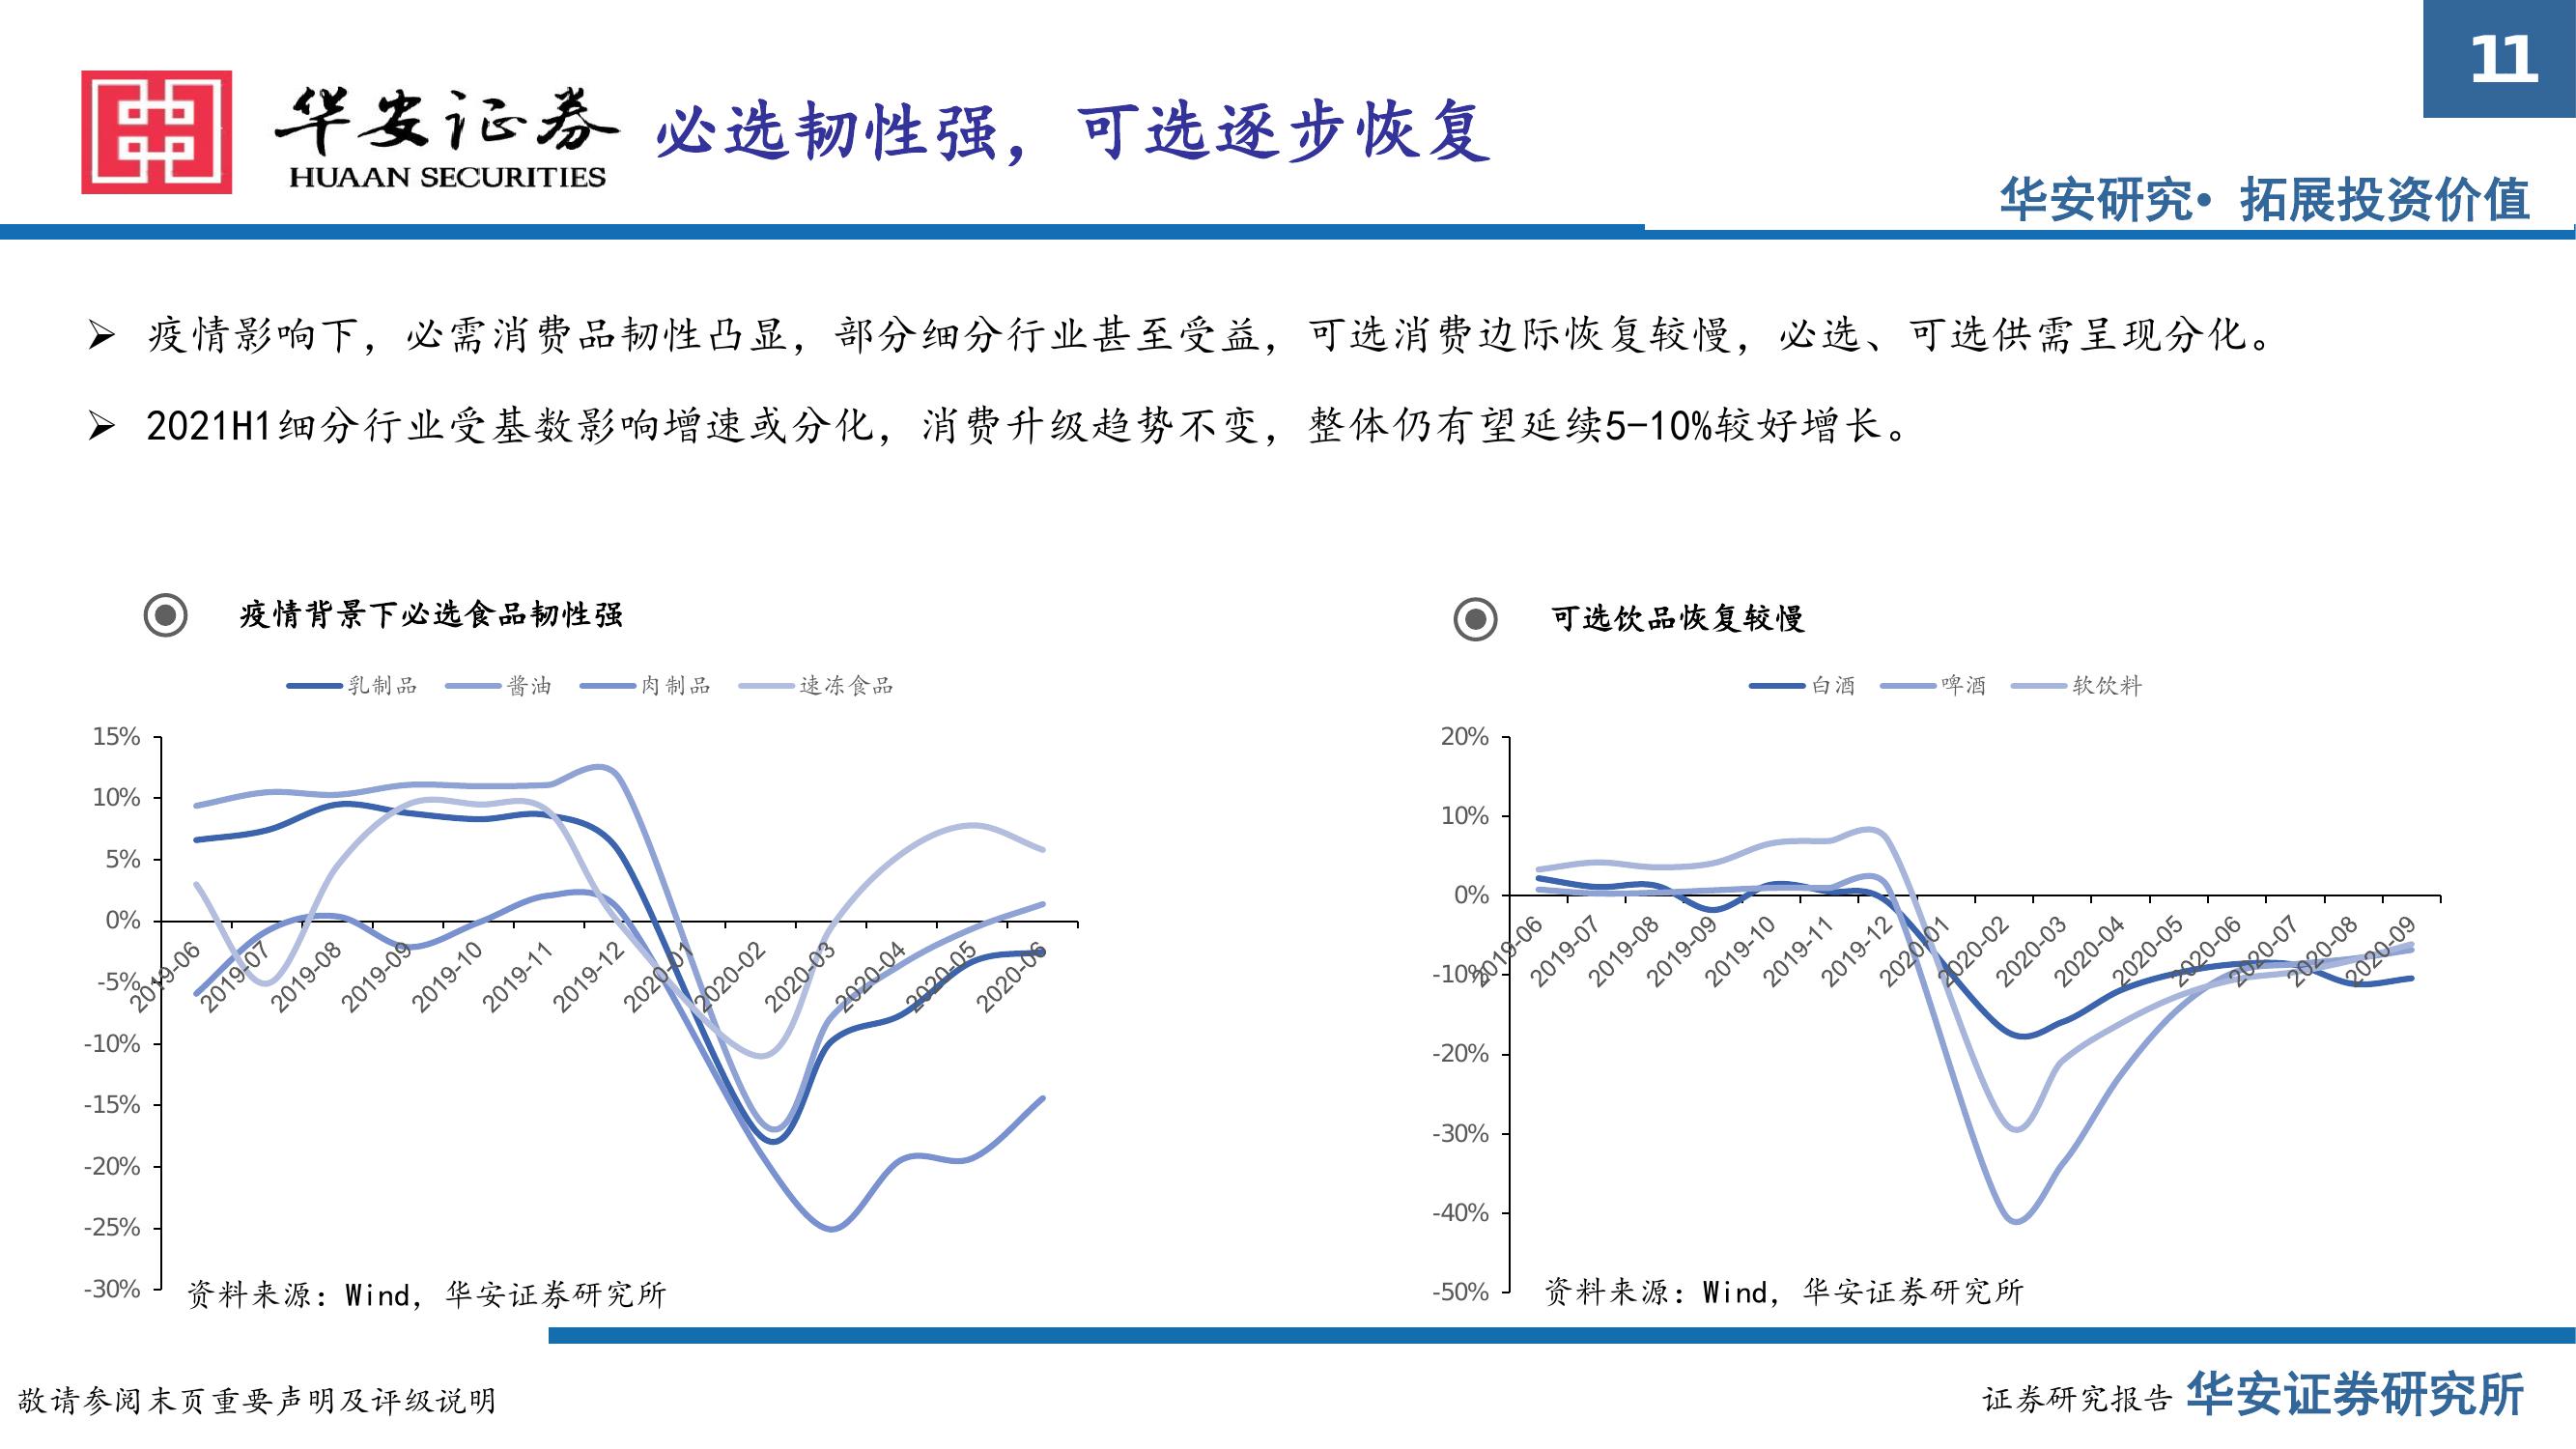 11
华安证券
HUAAN SECURITIES
必选韧性强，可选逐步恢复
华安研究• 拓展投资价值
疫情影响下，必需消费品韧性凸显，部分细分行业甚至受益，可选消费边际恢复较慢，必选、可选供需呈现分化。
2021H1细分行业受基数影响增速或分化，消费升级趋势不变，整体仍有望延续5-10%较好增长。
疫情背景下必选食品韧性强
乳制品 酱油 肉制品 速冻食品
15%
10%
5%
0%
-5%
-10%
-15%
-20%
-25%
-30%
2019-06 2019-07 2019-08 2019-09 2019-10 2019-11 2019-12 2020-01 2020-02 2020-03 2020-04 2020-05 2020-06
资料来源：Wind，华安证券研究所
可选饮品恢复较慢
白酒 啤酒 软饮料
20%
10%
0%
-10%
-20%
-30%
-40%
-50%
2019-06 2019-07 2019-08 2019-09 2019-10 2019-11 2019-12 2020-01 2020-02 2020-03 2020-04 2020-05 2020-06 2020-07 2020-08 2020-09
资料来源：Wind，华安证券研究所
敬请参阅末页重要声明及评级说明
证券研究报告 华安证券研究所